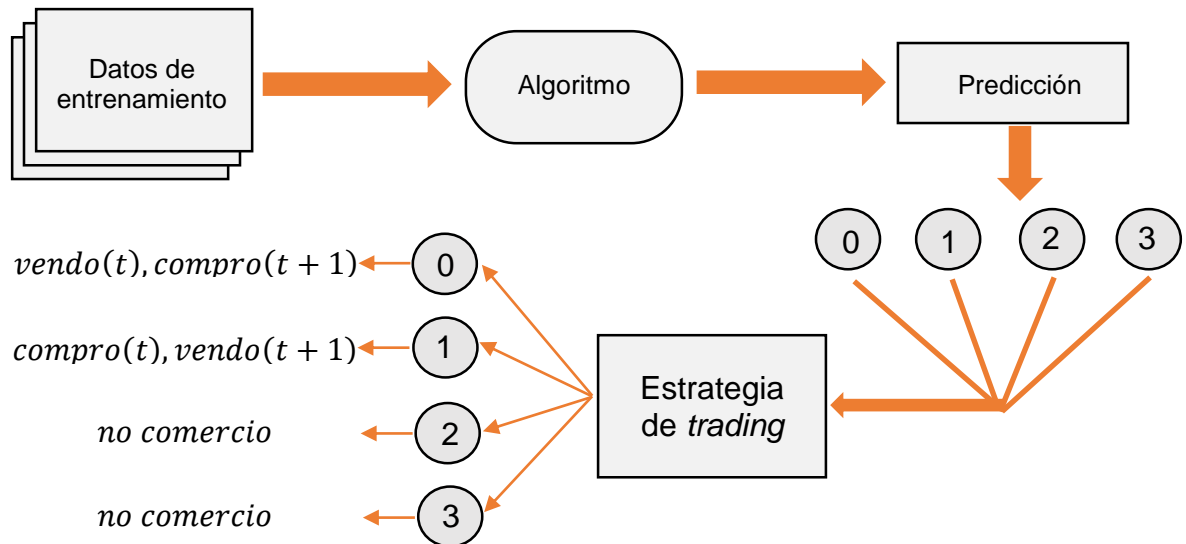 Datos de
entrenamiento
Algoritmo
Predicción
0 1 2 3
vendo(t), compro(t + 1)
0
compro(t), vendo(t + 1)
1
no comercio
2
no comercio
3
Estrategia
de trading